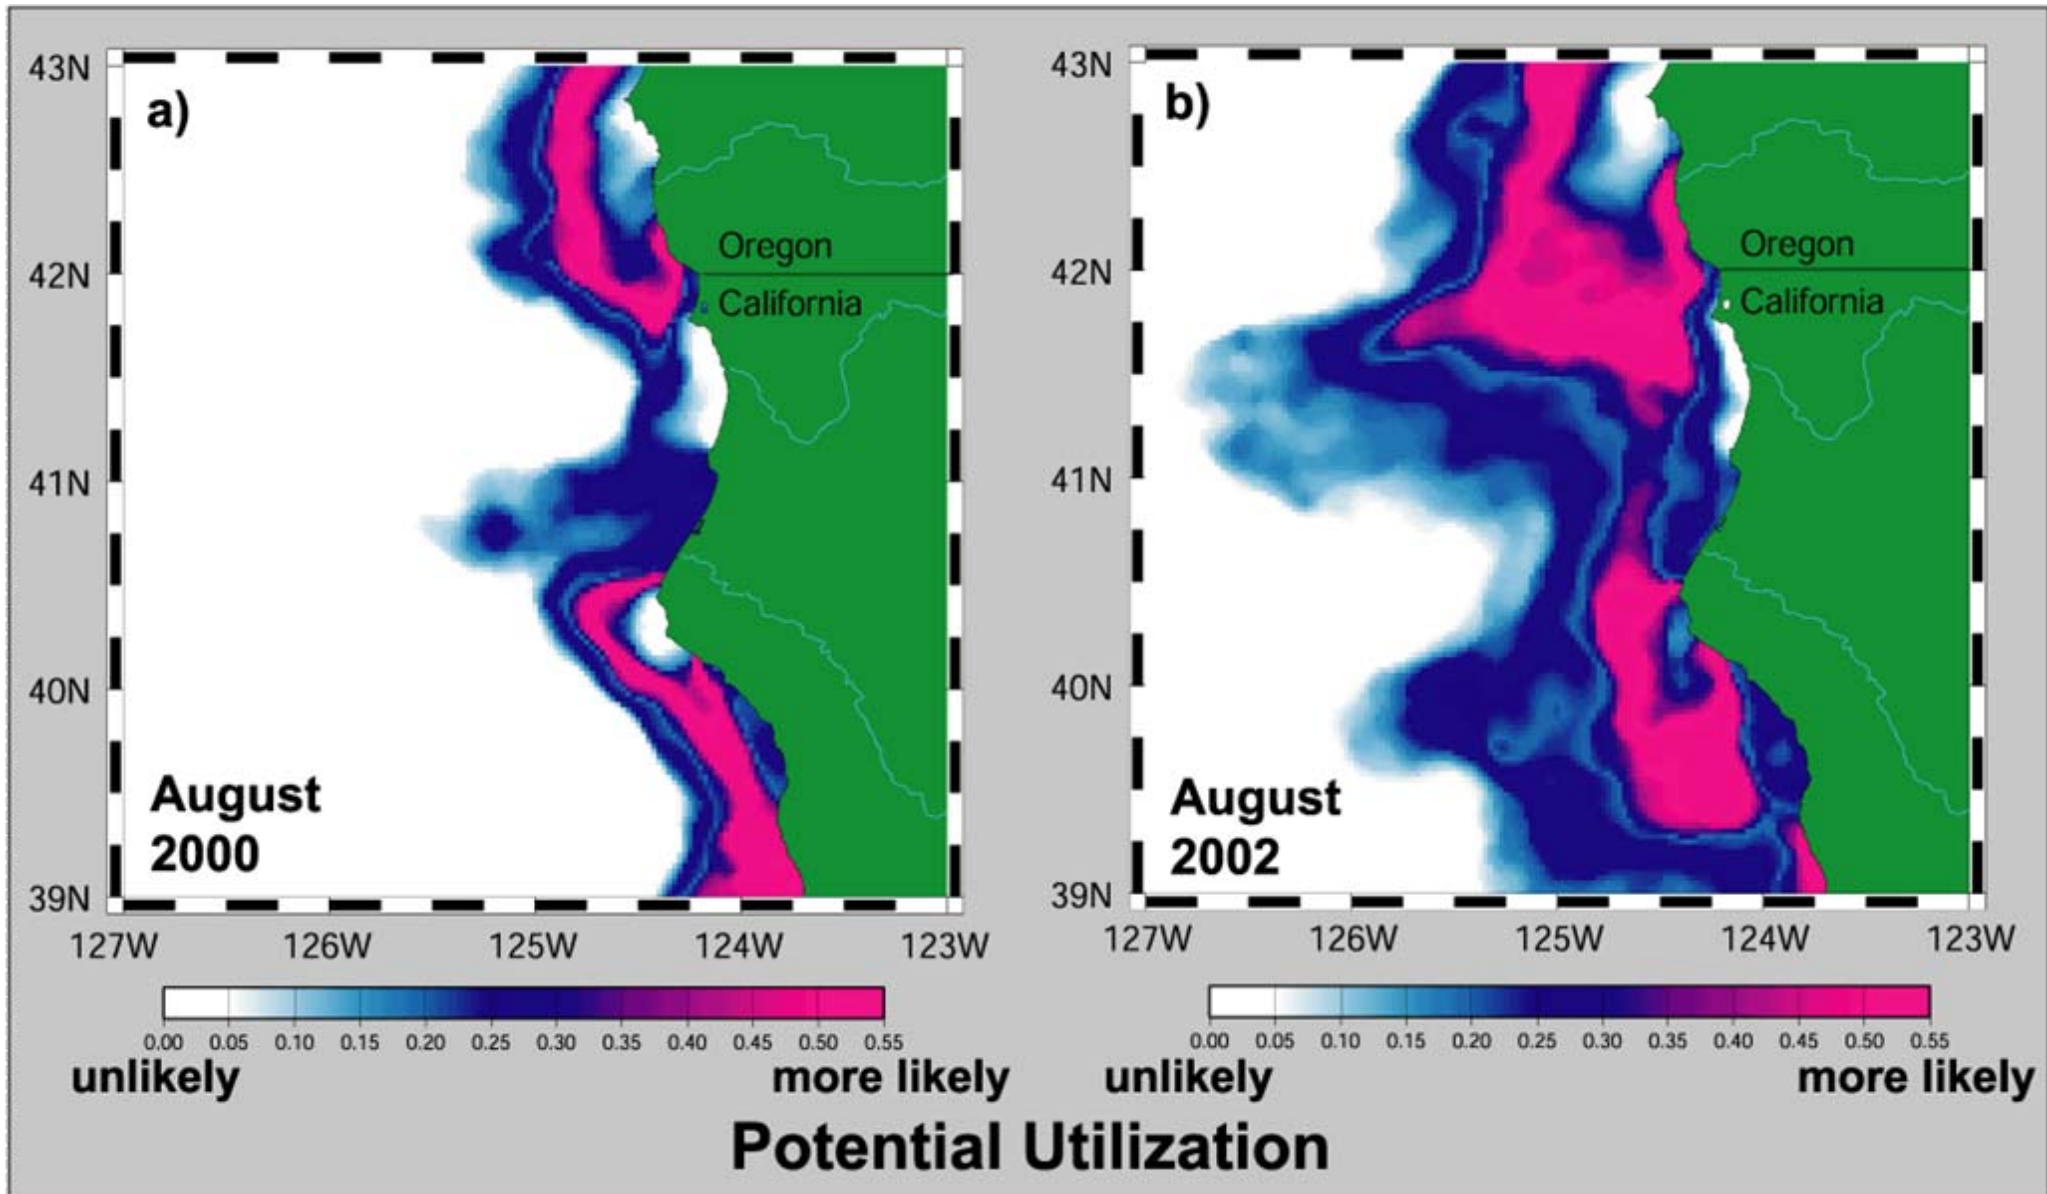 a)
43N
42N
41N
40N
39N
Oregon
California
August
2000
127W 126W 125W 124W 123W
0.00 0.05 0.10 0.15 0.20 0.25 0.30 0.35 0.40 0.45 0.50 0.55
unlikely more likely
b)
43N
42N
41N
40N
39N
Oregon
California
August
2002
127W 126W 125W 124W 123W
0.00 0.05 0.10 0.15 0.20 0.25 0.30 0.35 0.40 0.45 0.50 0.55
unlikely more likely
Potential Utilization